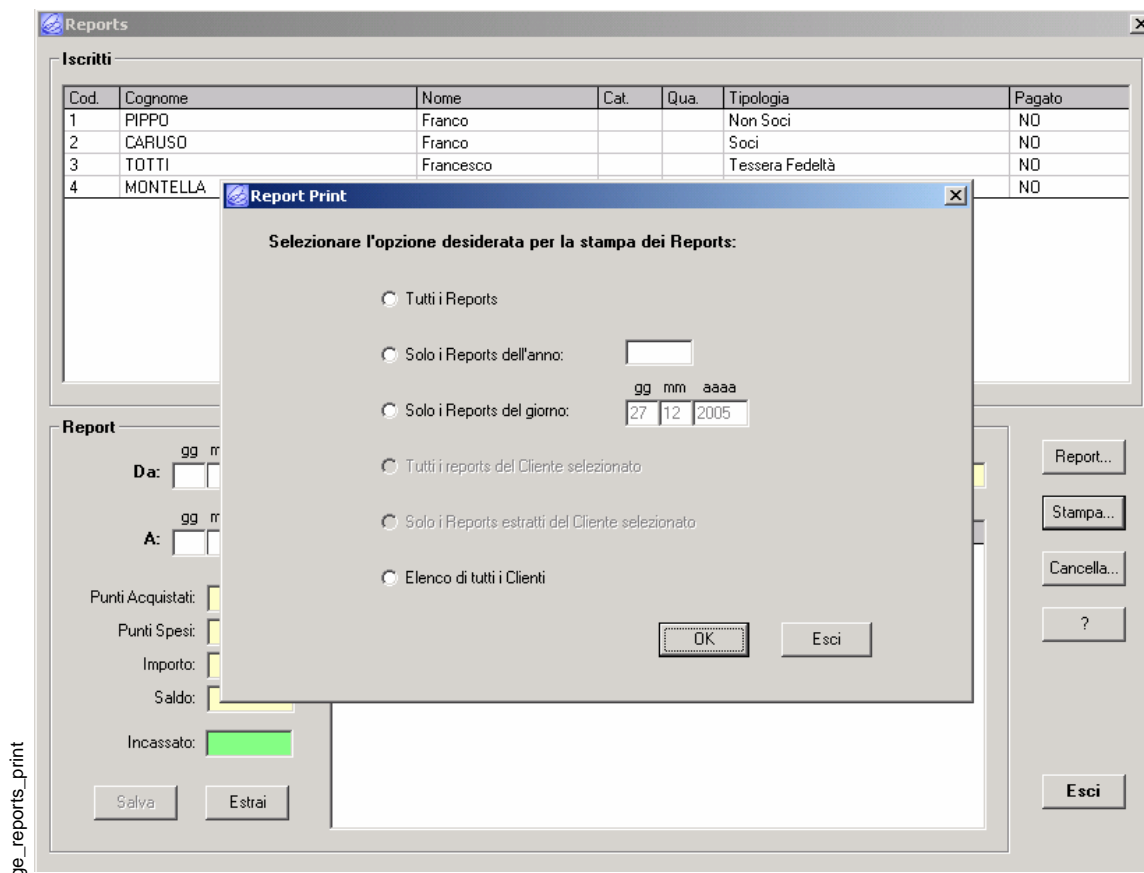 Reports
Iscritti
Cod. Cognome Nome Cat. Qua. Tipologia Pagato
1 PIPPO Franco Non Soci NO
2 CARUSO Franco Soci NO
3 TOTTI Francesco Tessera Fedeltà NO
4 MONTELLA NO
Report Print
Selezionare l'opzione desiderata per la stampa dei Reports:
Tutti i Reports
Solo i Reports dell'anno:
gg mm aaaa
Solo i Reports del giorno: 27 12 2005
Tutti i reports del Cliente selezionato
Solo i Reports estratti del Cliente selezionato
Elenco di tutti i Clienti
OK Esci
Report
gg
Da:
gg
A:
Punti Acquistati:
Punti Spesi:
Importo:
Saldo:
Incassato:
Salva Estrai
Report...
Stampa...
Cancella...
?
Esci
ge_reports_print